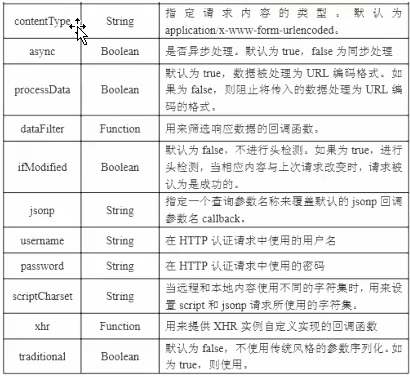 contentType String 指定请求内容的类型。默认为
application/x-www-form-urlencoded。
async Boolean 是否异步处理。默认为 true，false 为同步处理
processData Boolean 默认为 true，数据被处理为 URL 编码格式。如
果为 false，则阻止将传入的数据处理为 URL 编
码的格式。
dataFilter Function 用来筛选响应数据的回调函数。
ifModified Boolean 默认为 false，不进行头检测。如果为 true，进行
头检测，当相应内容与上次请求改变时，请求被
认为是成功的。
jsonp String 指定一个查询参数名称来覆盖默认的 jsonp 回调
参数名 callback。
username String 在 HTTP 认证请求中使用的用户名
password String 在 HTTP 认证请求中使用的密码
scriptCharset String 当远程和本地内容使用不同的字符集时，用来设
置 script 和 jsonp 请求所使用的字符集。
xhr Function 用来提供 XHR 实例自定义实现的回调函数
traditional Boolean 默认为 false，不使用传统风格的参数序列化。如
为 true，则使用。